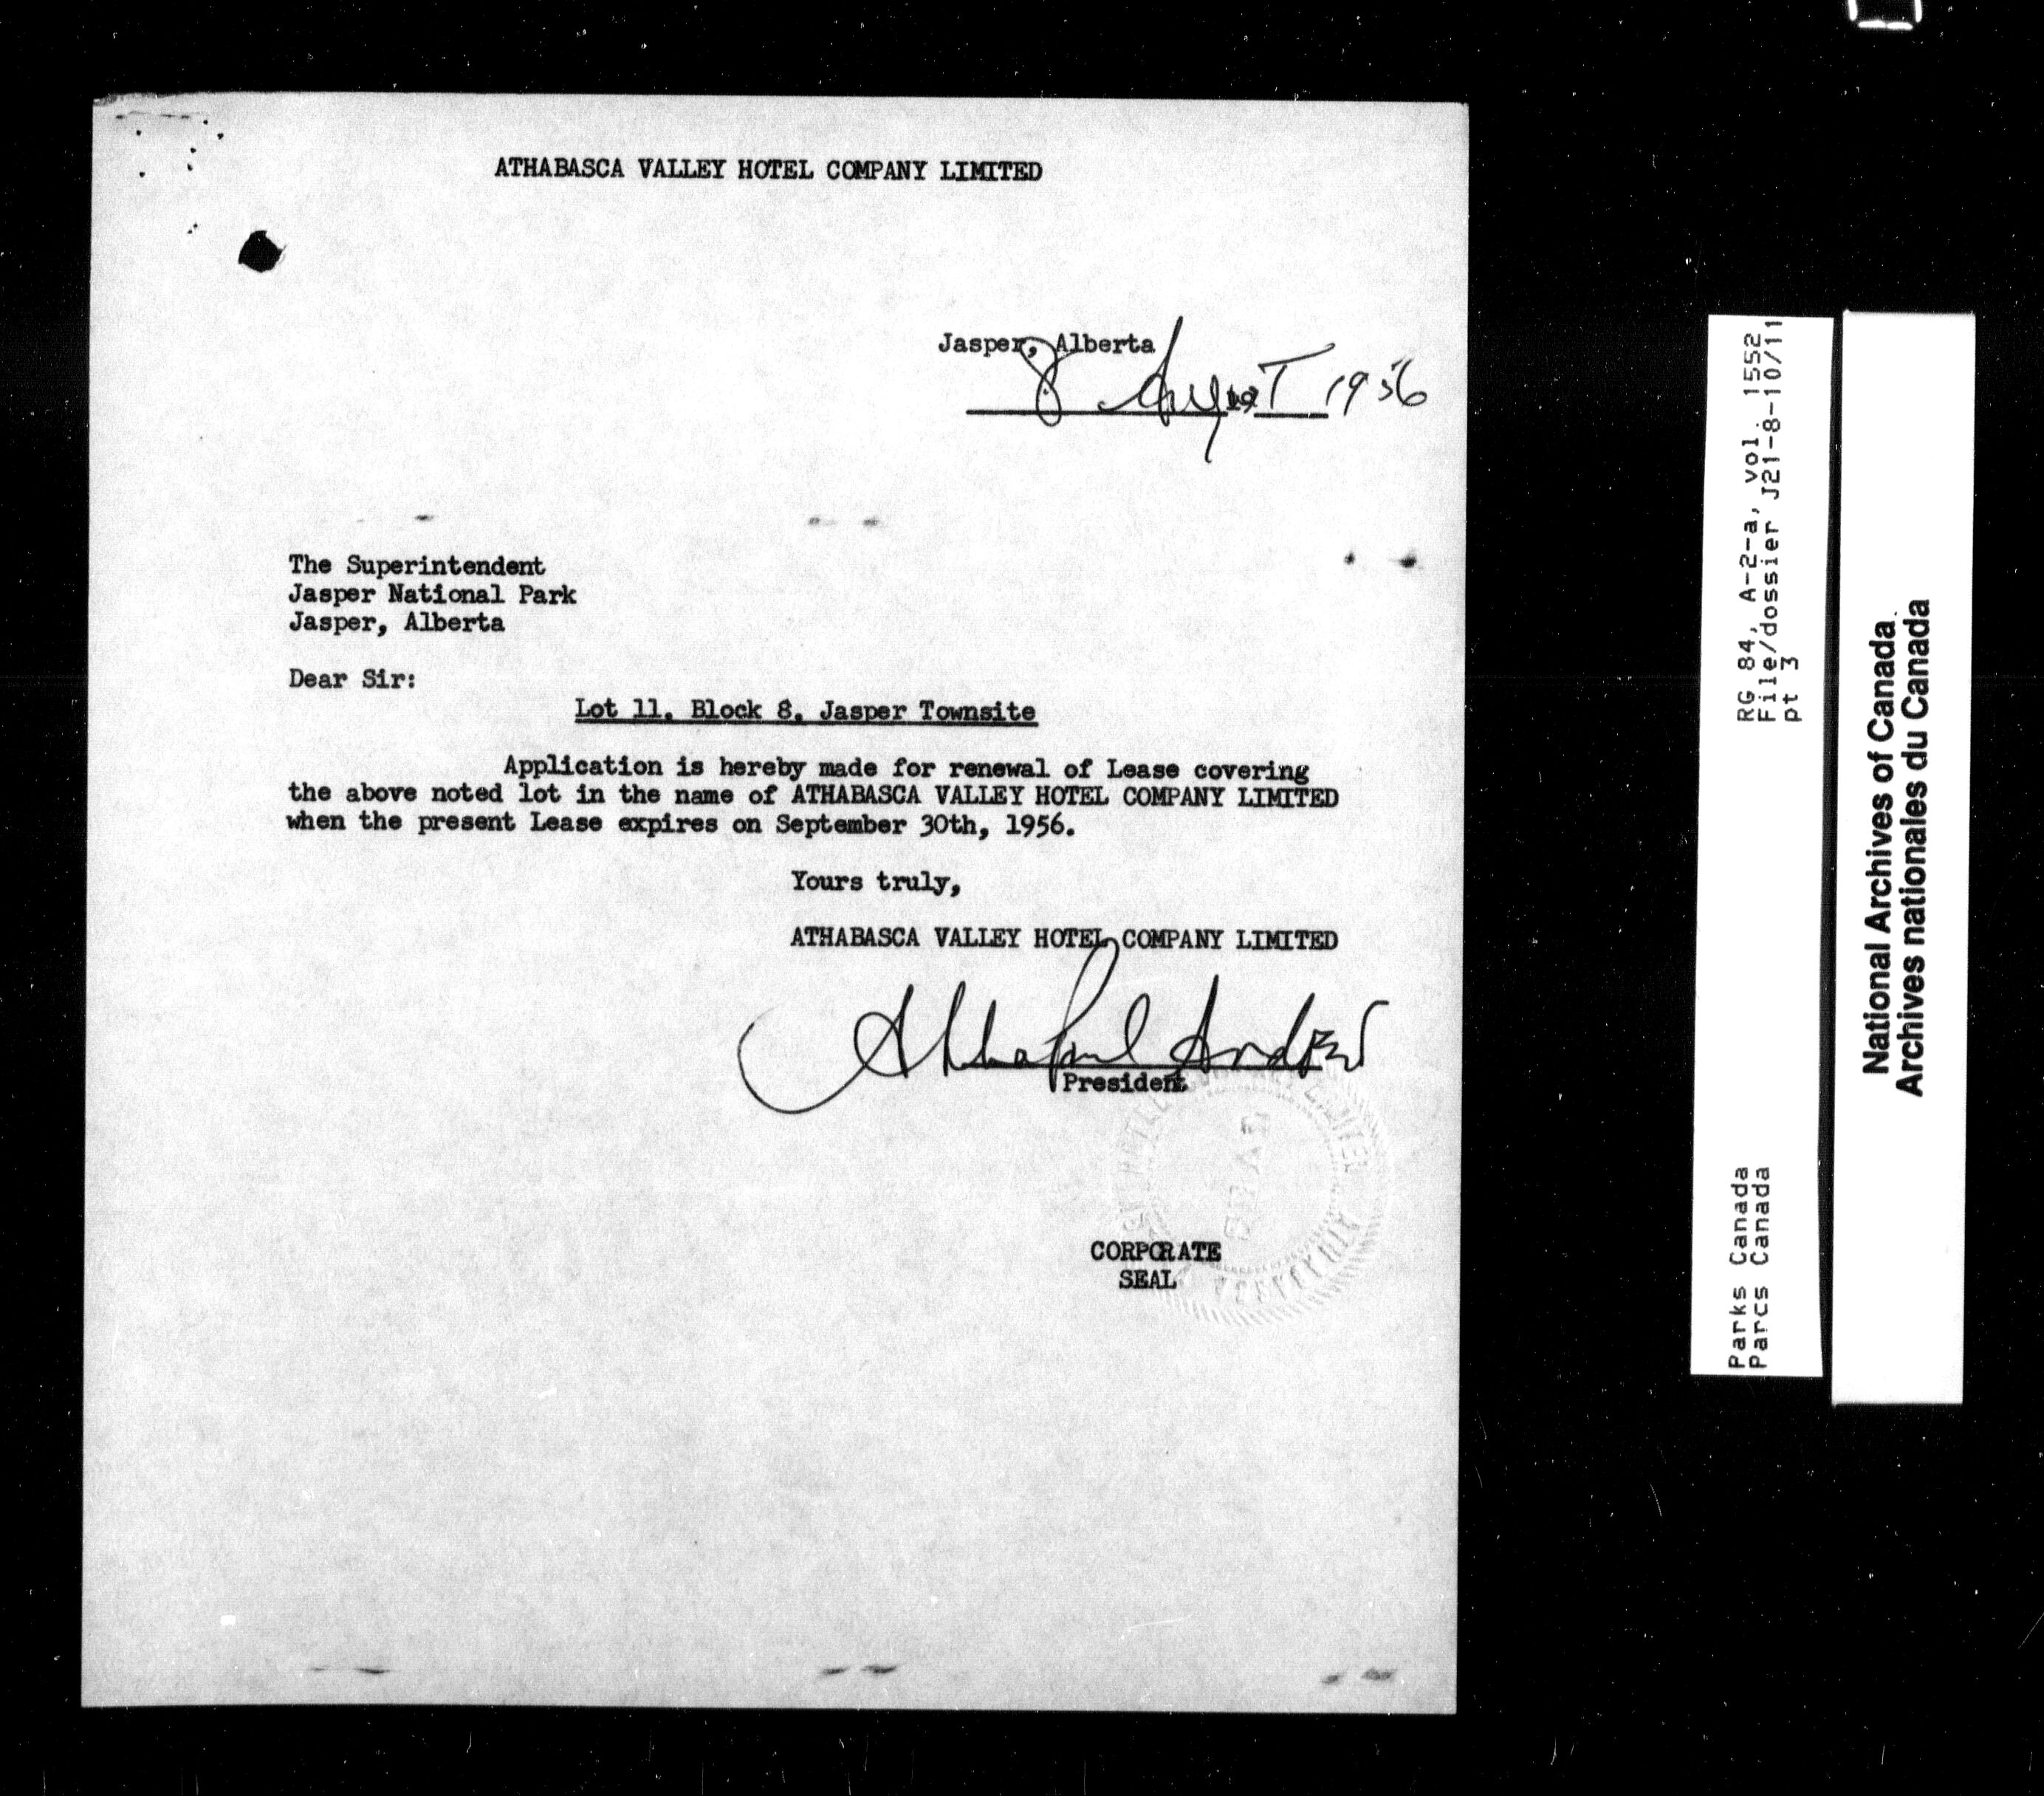 ATHABASCA VALLEY HOTEL COMPANY LIMITED
Jasper, Alberta
8 August 1956
The Superintendent
Jasper National Park
Jasper, Alberta
Dear Sir:
Lot 11, Block 8, Jasper Townsite
Application is hereby made for renewal of Lease covering
the above noted lot in the name of ATHABASCA VALLEY HOTEL COMPANY LIMITED
when the present Lease expires on September 30th, 1956.
Yours truly,
ATHABASCA VALLEY HOTEL COMPANY LIMITED
President
CORPORATE
SEAL
SEAL
RG 84, A-2-a, vol. 1552
File/dossier J21-8-10/11
pt 3
Parks Canada
Parcs Canada
National Archives of Canada
Archives nationales du Canada